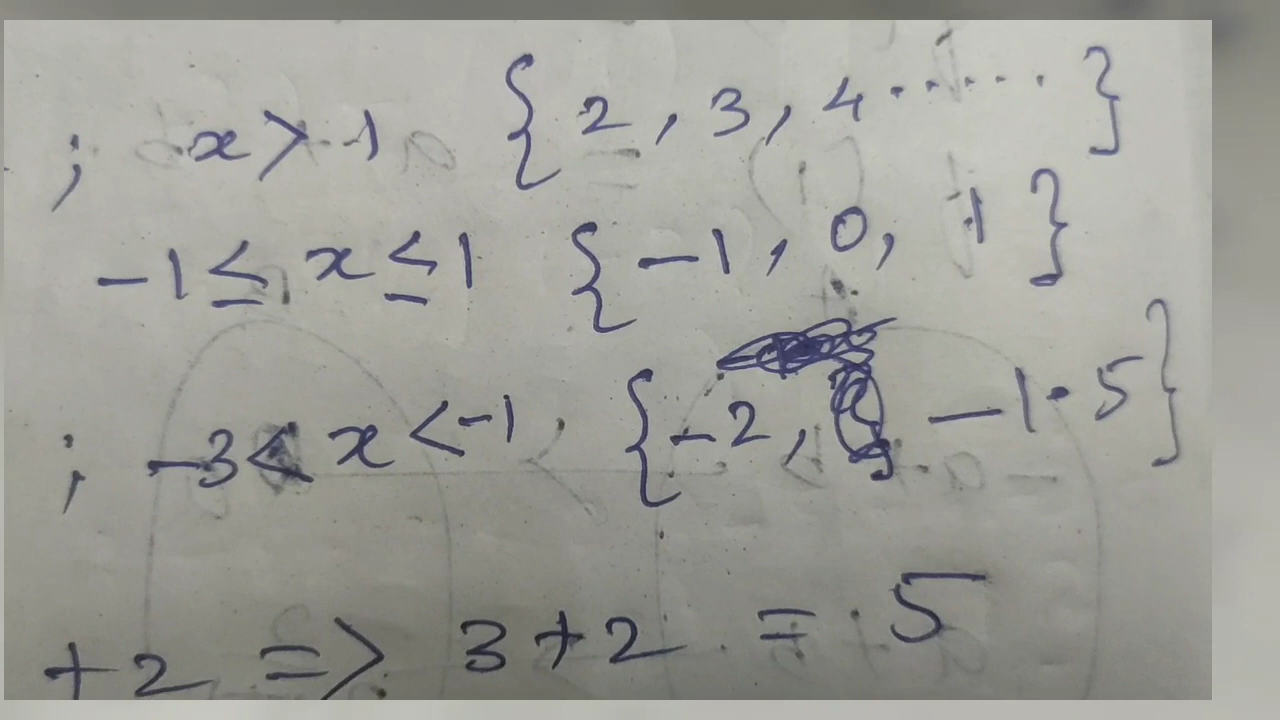 ; x > 1 { 2 , 3 , 4 ...... }
-1 ≤ x ≤ 1 { -1 , 0 , 1 }
; -3 < x < -1 { -2 , -1.5 }
+ 2 => 3 + 2 = 5